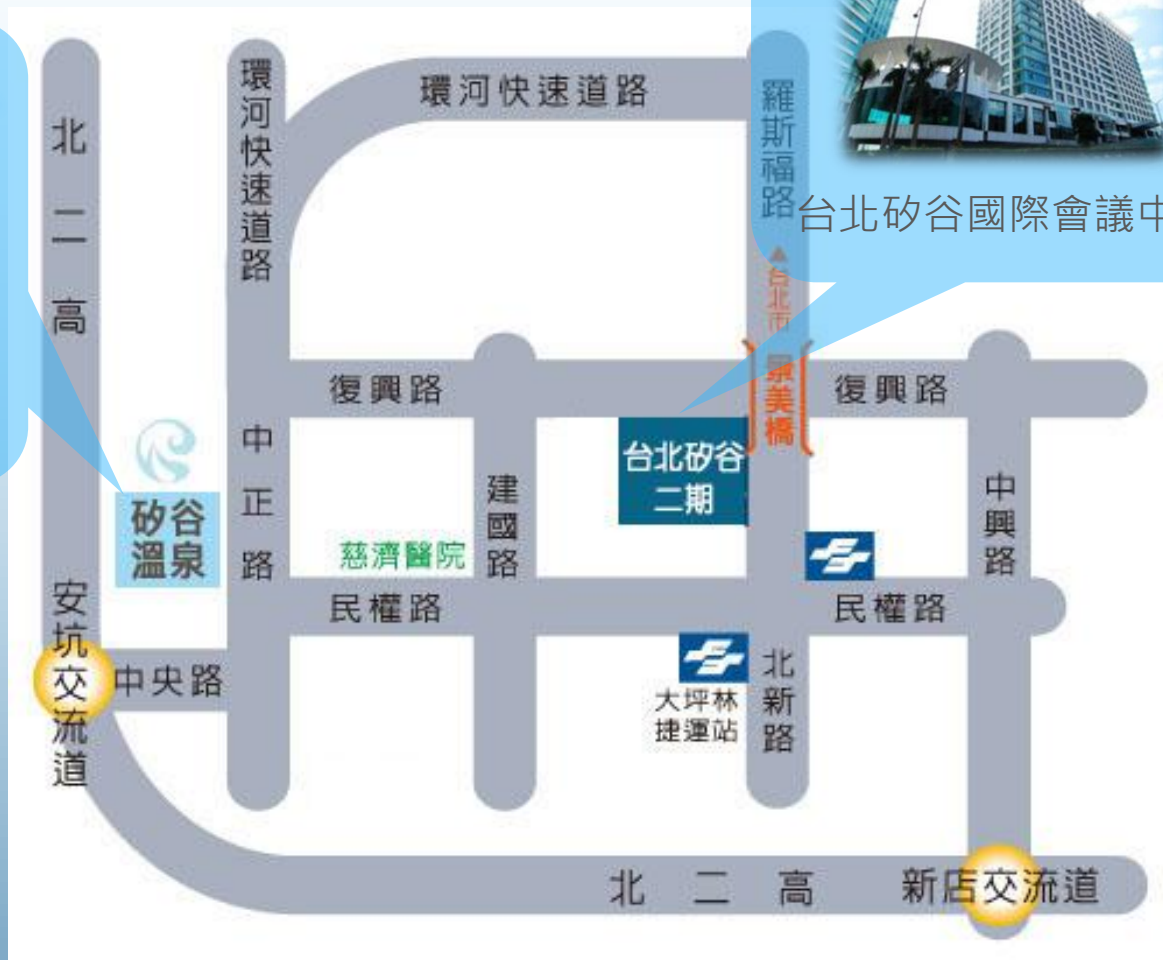 台北矽谷國際會議中
環河快速道路
環河快速道路
北二高
羅斯福路
▲台北市
景美橋
復興路
復興路
中正路
建國路
台北矽谷
二期
中興路
矽谷
溫泉
慈濟醫院
民權路
民權路
安坑交流道
中央路
大坪林
捷運站
北新路
北二高
新店交流道